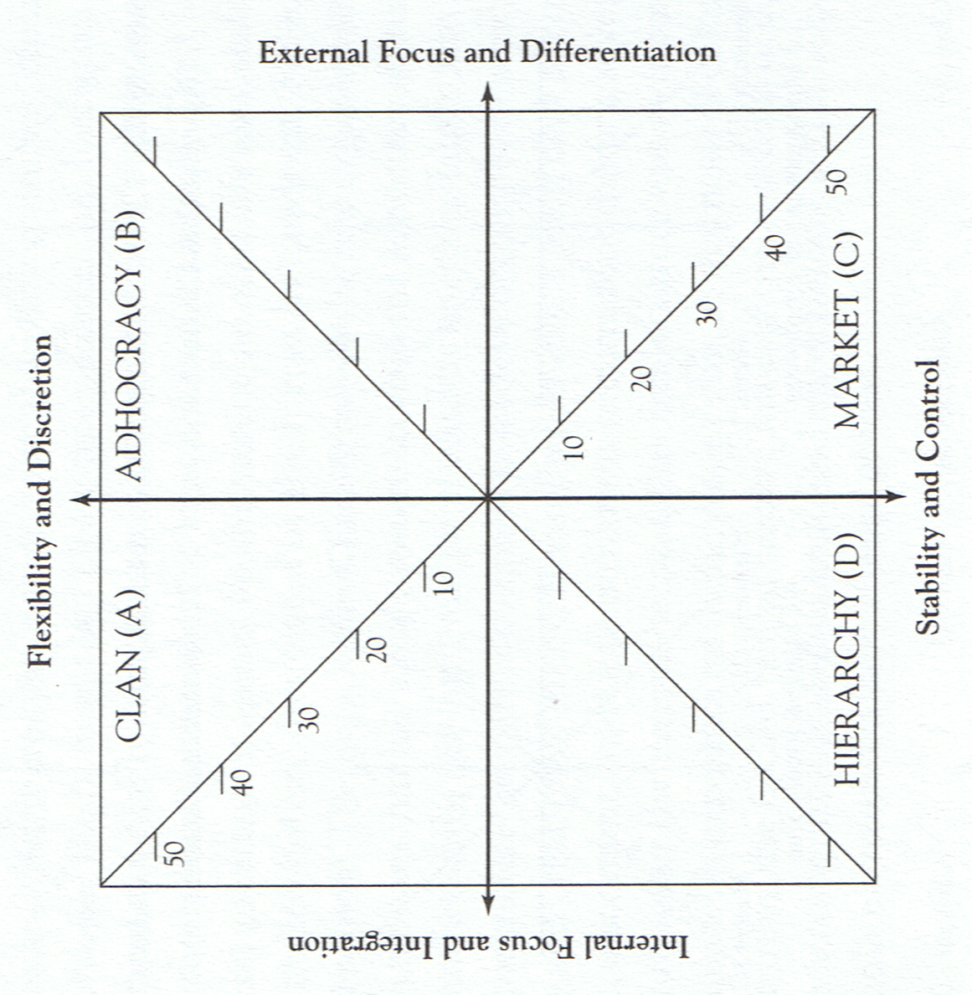 Flexibility and Discretion
CLAN (A)
ADHOCRACY (B)
50
40
30
20
10
Internal Focus and Integration
External Focus and Differentiation
10
20
30
40
50
HIERARCHY (D)
MARKET (C)
Stability and Control